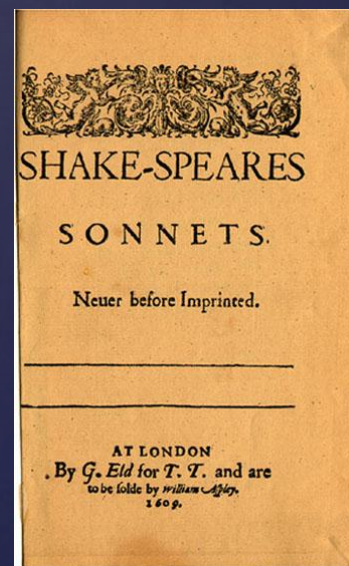 SHAKE-SPEARES
SONNETS.
Neuer before Imprinted.
AT LONDON
By G. Eld for T. T. and are
to be solde by William Aspley.
1609.